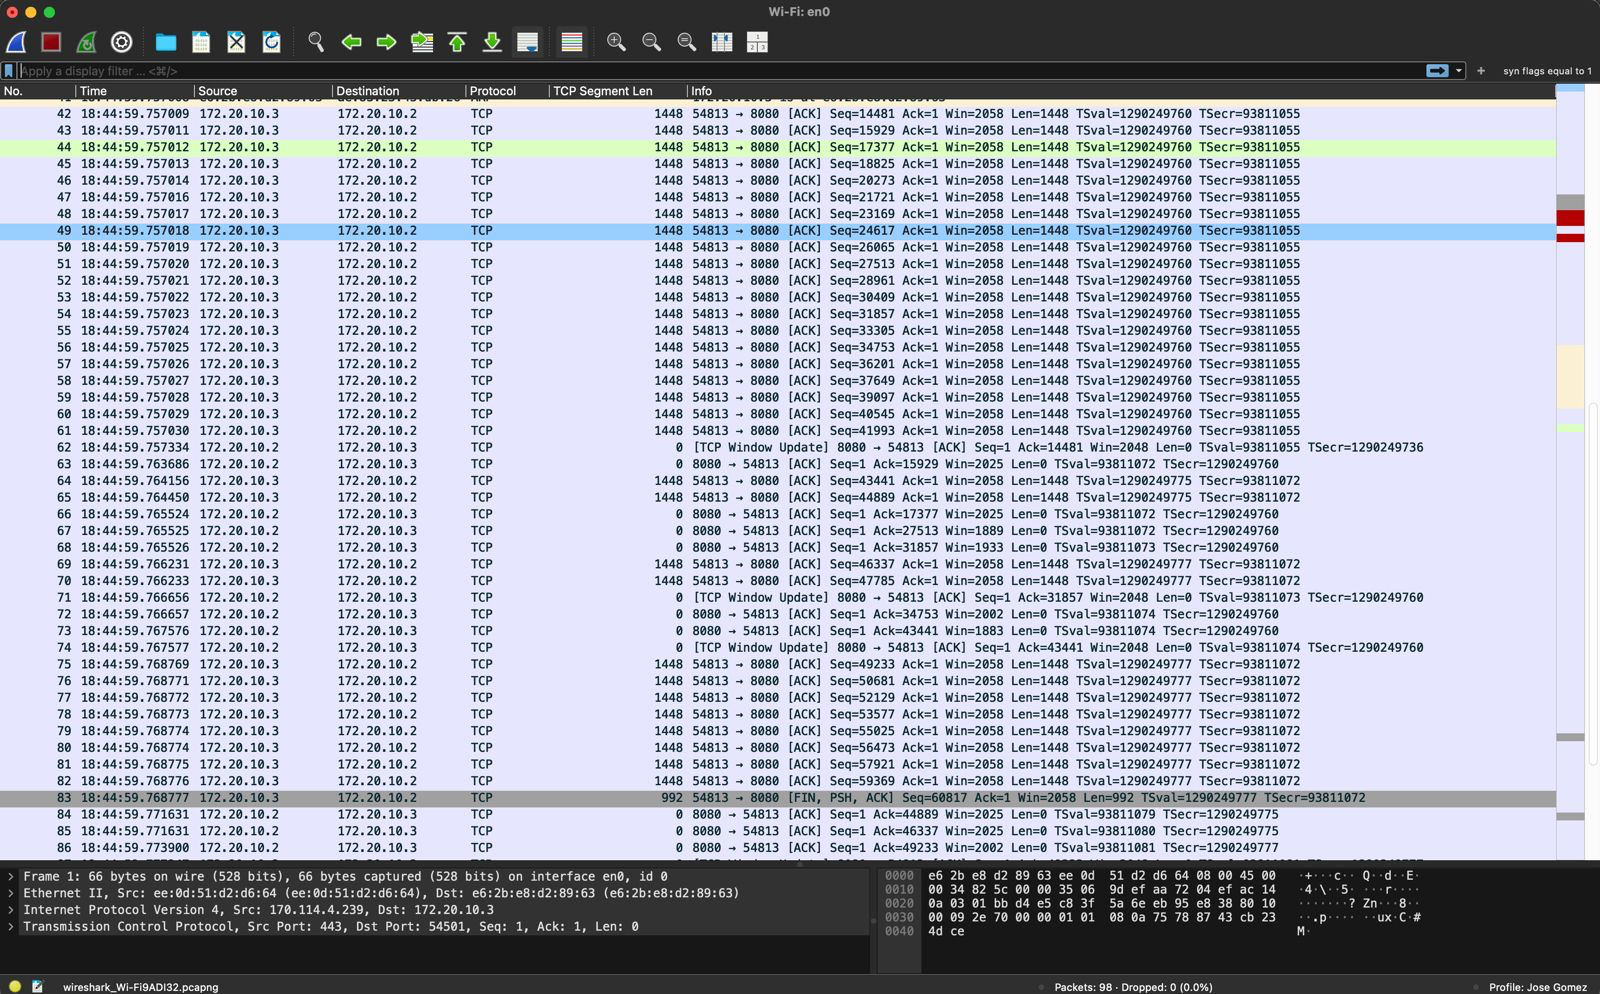 Wi-Fi: en0
Apply a display filter ... <⌘/>
syn flags equal to 1
No. Time Source Destination Protocol TCP Segment Len Info
42 18:44:59.757009 172.20.10.3 172.20.10.2 TCP 1448 54813 → 8080 [ACK] Seq=14481 Ack=1 Win=2058 Len=1448 TSval=1290249760 TSecr=93811055
43 18:44:59.757011 172.20.10.3 172.20.10.2 TCP 1448 54813 → 8080 [ACK] Seq=15929 Ack=1 Win=2058 Len=1448 TSval=1290249760 TSecr=93811055
44 18:44:59.757012 172.20.10.3 172.20.10.2 TCP 1448 54813 → 8080 [ACK] Seq=17377 Ack=1 Win=2058 Len=1448 TSval=1290249760 TSecr=93811055
45 18:44:59.757013 172.20.10.3 172.20.10.2 TCP 1448 54813 → 8080 [ACK] Seq=18825 Ack=1 Win=2058 Len=1448 TSval=1290249760 TSecr=93811055
46 18:44:59.757014 172.20.10.3 172.20.10.2 TCP 1448 54813 → 8080 [ACK] Seq=20273 Ack=1 Win=2058 Len=1448 TSval=1290249760 TSecr=93811055
47 18:44:59.757016 172.20.10.3 172.20.10.2 TCP 1448 54813 → 8080 [ACK] Seq=21721 Ack=1 Win=2058 Len=1448 TSval=1290249760 TSecr=93811055
48 18:44:59.757017 172.20.10.3 172.20.10.2 TCP 1448 54813 → 8080 [ACK] Seq=23169 Ack=1 Win=2058 Len=1448 TSval=1290249760 TSecr=93811055
49 18:44:59.757018 172.20.10.3 172.20.10.2 TCP 1448 54813 → 8080 [ACK] Seq=24617 Ack=1 Win=2058 Len=1448 TSval=1290249760 TSecr=93811055
50 18:44:59.757019 172.20.10.3 172.20.10.2 TCP 1448 54813 → 8080 [ACK] Seq=26065 Ack=1 Win=2058 Len=1448 TSval=1290249760 TSecr=93811055
51 18:44:59.757020 172.20.10.3 172.20.10.2 TCP 1448 54813 → 8080 [ACK] Seq=27513 Ack=1 Win=2058 Len=1448 TSval=1290249760 TSecr=93811055
52 18:44:59.757021 172.20.10.3 172.20.10.2 TCP 1448 54813 → 8080 [ACK] Seq=28961 Ack=1 Win=2058 Len=1448 TSval=1290249760 TSecr=93811055
53 18:44:59.757022 172.20.10.3 172.20.10.2 TCP 1448 54813 → 8080 [ACK] Seq=30409 Ack=1 Win=2058 Len=1448 TSval=1290249760 TSecr=93811055
54 18:44:59.757023 172.20.10.3 172.20.10.2 TCP 1448 54813 → 8080 [ACK] Seq=31857 Ack=1 Win=2058 Len=1448 TSval=1290249760 TSecr=93811055
55 18:44:59.757024 172.20.10.3 172.20.10.2 TCP 1448 54813 → 8080 [ACK] Seq=33305 Ack=1 Win=2058 Len=1448 TSval=1290249760 TSecr=93811055
56 18:44:59.757025 172.20.10.3 172.20.10.2 TCP 1448 54813 → 8080 [ACK] Seq=34753 Ack=1 Win=2058 Len=1448 TSval=1290249760 TSecr=93811055
57 18:44:59.757026 172.20.10.3 172.20.10.2 TCP 1448 54813 → 8080 [ACK] Seq=36201 Ack=1 Win=2058 Len=1448 TSval=1290249760 TSecr=93811055
58 18:44:59.757027 172.20.10.3 172.20.10.2 TCP 1448 54813 → 8080 [ACK] Seq=37649 Ack=1 Win=2058 Len=1448 TSval=1290249760 TSecr=93811055
59 18:44:59.757028 172.20.10.3 172.20.10.2 TCP 1448 54813 → 8080 [ACK] Seq=39097 Ack=1 Win=2058 Len=1448 TSval=1290249760 TSecr=93811055
60 18:44:59.757029 172.20.10.3 172.20.10.2 TCP 1448 54813 → 8080 [ACK] Seq=40545 Ack=1 Win=2058 Len=1448 TSval=1290249760 TSecr=93811055
61 18:44:59.757030 172.20.10.3 172.20.10.2 TCP 1448 54813 → 8080 [ACK] Seq=41993 Ack=1 Win=2058 Len=1448 TSval=1290249760 TSecr=93811055
62 18:44:59.757334 172.20.10.2 172.20.10.3 TCP 0 [TCP Window Update] 8080 → 54813 [ACK] Seq=1 Ack=14481 Win=2048 Len=0 TSval=93811055 TSecr=1290249736
63 18:44:59.763686 172.20.10.2 172.20.10.3 TCP 0 8080 → 54813 [ACK] Seq=1 Ack=15929 Win=2025 Len=0 TSval=93811072 TSecr=1290249760
64 18:44:59.764156 172.20.10.3 172.20.10.2 TCP 1448 54813 → 8080 [ACK] Seq=43441 Ack=1 Win=2058 Len=1448 TSval=1290249775 TSecr=93811072
65 18:44:59.764450 172.20.10.3 172.20.10.2 TCP 1448 54813 → 8080 [ACK] Seq=44889 Ack=1 Win=2058 Len=1448 TSval=1290249775 TSecr=93811072
66 18:44:59.765524 172.20.10.2 172.20.10.3 TCP 0 8080 → 54813 [ACK] Seq=1 Ack=17377 Win=2025 Len=0 TSval=93811072 TSecr=1290249760
67 18:44:59.765525 172.20.10.2 172.20.10.3 TCP 0 8080 → 54813 [ACK] Seq=1 Ack=27513 Win=1889 Len=0 TSval=93811072 TSecr=1290249760
68 18:44:59.765526 172.20.10.2 172.20.10.3 TCP 0 8080 → 54813 [ACK] Seq=1 Ack=31857 Win=1933 Len=0 TSval=93811073 TSecr=1290249760
69 18:44:59.766231 172.20.10.3 172.20.10.2 TCP 1448 54813 → 8080 [ACK] Seq=46337 Ack=1 Win=2058 Len=1448 TSval=1290249777 TSecr=93811072
70 18:44:59.766233 172.20.10.3 172.20.10.2 TCP 1448 54813 → 8080 [ACK] Seq=47785 Ack=1 Win=2058 Len=1448 TSval=1290249777 TSecr=93811072
71 18:44:59.766656 172.20.10.2 172.20.10.3 TCP 0 [TCP Window Update] 8080 → 54813 [ACK] Seq=1 Ack=31857 Win=2048 Len=0 TSval=93811073 TSecr=1290249760
72 18:44:59.766657 172.20.10.2 172.20.10.3 TCP 0 8080 → 54813 [ACK] Seq=1 Ack=34753 Win=2002 Len=0 TSval=93811074 TSecr=1290249760
73 18:44:59.767576 172.20.10.2 172.20.10.3 TCP 0 8080 → 54813 [ACK] Seq=1 Ack=43441 Win=1883 Len=0 TSval=93811074 TSecr=1290249760
74 18:44:59.767577 172.20.10.2 172.20.10.3 TCP 0 [TCP Window Update] 8080 → 54813 [ACK] Seq=1 Ack=43441 Win=2048 Len=0 TSval=93811074 TSecr=1290249760
75 18:44:59.768769 172.20.10.3 172.20.10.2 TCP 1448 54813 → 8080 [ACK] Seq=49233 Ack=1 Win=2058 Len=1448 TSval=1290249777 TSecr=93811072
76 18:44:59.768771 172.20.10.3 172.20.10.2 TCP 1448 54813 → 8080 [ACK] Seq=50681 Ack=1 Win=2058 Len=1448 TSval=1290249777 TSecr=93811072
77 18:44:59.768772 172.20.10.3 172.20.10.2 TCP 1448 54813 → 8080 [ACK] Seq=52129 Ack=1 Win=2058 Len=1448 TSval=1290249777 TSecr=93811072
78 18:44:59.768773 172.20.10.3 172.20.10.2 TCP 1448 54813 → 8080 [ACK] Seq=53577 Ack=1 Win=2058 Len=1448 TSval=1290249777 TSecr=93811072
79 18:44:59.768774 172.20.10.3 172.20.10.2 TCP 1448 54813 → 8080 [ACK] Seq=55025 Ack=1 Win=2058 Len=1448 TSval=1290249777 TSecr=93811072
80 18:44:59.768774 172.20.10.3 172.20.10.2 TCP 1448 54813 → 8080 [ACK] Seq=56473 Ack=1 Win=2058 Len=1448 TSval=1290249777 TSecr=93811072
81 18:44:59.768775 172.20.10.3 172.20.10.2 TCP 1448 54813 → 8080 [ACK] Seq=57921 Ack=1 Win=2058 Len=1448 TSval=1290249777 TSecr=93811072
82 18:44:59.768776 172.20.10.3 172.20.10.2 TCP 1448 54813 → 8080 [ACK] Seq=59369 Ack=1 Win=2058 Len=1448 TSval=1290249777 TSecr=93811072
83 18:44:59.768777 172.20.10.3 172.20.10.2 TCP 992 54813 → 8080 [FIN, PSH, ACK] Seq=60817 Ack=1 Win=2058 Len=992 TSval=1290249777 TSecr=93811072
84 18:44:59.771631 172.20.10.2 172.20.10.3 TCP 0 8080 → 54813 [ACK] Seq=1 Ack=44889 Win=2025 Len=0 TSval=93811079 TSecr=1290249775
85 18:44:59.771631 172.20.10.2 172.20.10.3 TCP 0 8080 → 54813 [ACK] Seq=1 Ack=46337 Win=2025 Len=0 TSval=93811080 TSecr=1290249775
86 18:44:59.773900 172.20.10.2 172.20.10.3 TCP 0 8080 → 54813 [ACK] Seq=1 Ack=49233 Win=2002 Len=0 TSval=93811081 TSecr=1290249777
Frame 1: 66 bytes on wire (528 bits), 66 bytes captured (528 bits) on interface en0, id 0
Ethernet II, Src: ee:0d:51:d2:d6:64 (ee:0d:51:d2:d6:64), Dst: e6:2b:e8:d2:89:63 (e6:2b:e8:d2:89:63)
Internet Protocol Version 4, Src: 170.114.4.239, Dst: 172.20.10.3
Transmission Control Protocol, Src Port: 443, Dst Port: 54501, Seq: 1, Ack: 1, Len: 0
0000 e6 2b e8 d2 89 63 ee 0d 51 d2 d6 64 08 00 45 00 ·+···c·· Q··d··E·
0010 00 34 82 5c 00 00 35 06 9d ef aa 72 04 ef ac 14 ·4·\··5· ···r····
0020 0a 03 01 bb d4 e5 c8 3f 5a 6e eb 95 e8 38 80 10 ·······? Zn···8··
0030 00 09 2e 70 00 00 01 01 08 0a 75 78 87 43 cb 23 ··.p···· ··ux·C·#
0040 4d ce M·
wireshark_Wi-Fi9ADI32.pcapng
Packets: 98 · Dropped: 0 (0.0%)
Profile: Jose Gomez